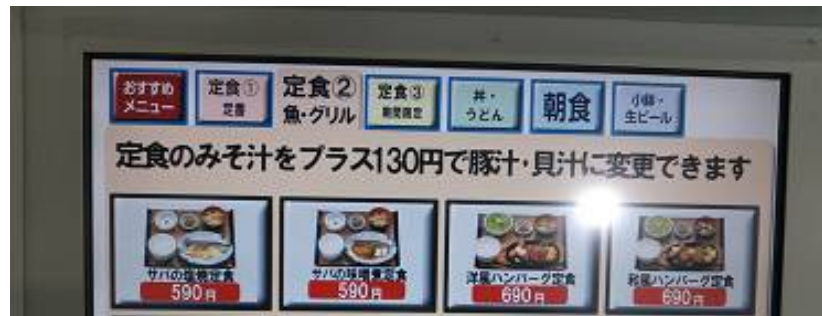 おすすめ
メニュー
定食①
定番
定食②
魚・グリル
定食③
期間限定
丼・
うどん
朝食
小鉢・
生ビール
定食のみそ汁をプラス130円で豚汁・貝汁に変更できます
サバの塩焼定食
590円
サバの味噌煮定食
590円
洋風ハンバーグ定食
690円
和風ハンバーグ定食
690円